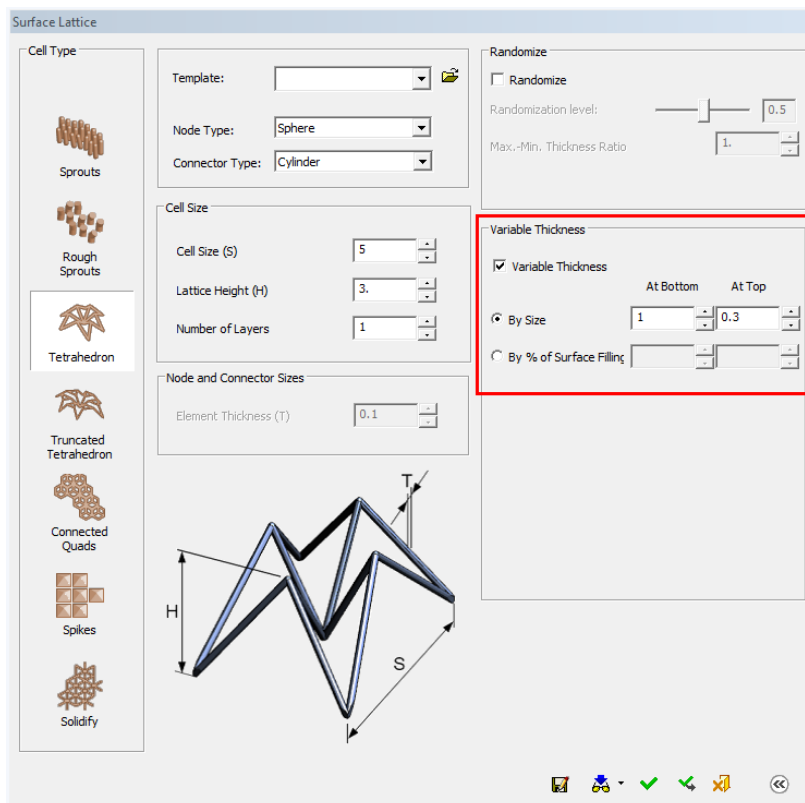 Surface Lattice
Cell Type
Sprouts
Rough
Sprouts
Tetrahedron
Truncated
Tetrahedron
Connected
Quads
Spikes
Solidify
Template:
Node Type: Sphere
Connector Type: Cylinder
Cell Size
Cell Size (S) 5
Lattice Height (H) 3.
Number of Layers 1
Node and Connector Sizes
Element Thickness (T) 0.1
T
H
S
Randomize
Randomize
Randomization level: 0.5
Max.-Min. Thickness Ratio 1.
Variable Thickness
Variable Thickness
At Bottom At Top
By Size 1 0.3
By % of Surface Filling